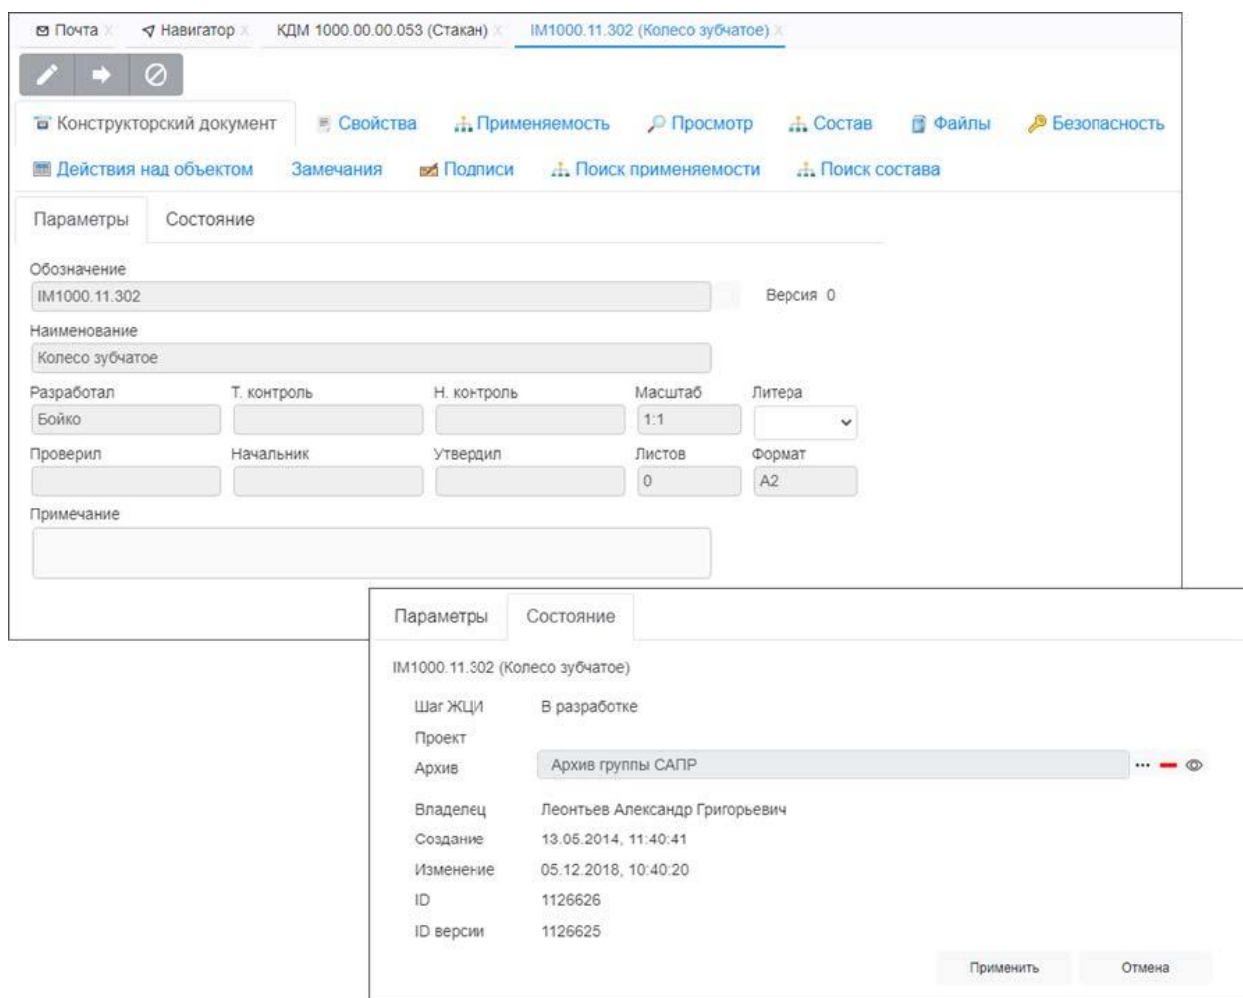 Почта Навигатор КДМ 1000.00.00.053 (Стакан) IM1000.11.302 (Колесо зубчатое)
Конструкторский документ Свойства Применяемость Просмотр Состав Файлы Безопасность
Действия над объектом Замечания Подписи Поиск применяемости Поиск состава
Параметры Состояние
Обозначение
IM1000.11.302 Версия 0
Наименование
Колесо зубчатое
Разработал Т. контроль Н. контроль Масштаб Литера
Бойко 1:1
Проверил Начальник Утвердил Листов Формат
0 A2
Примечание
Параметры Состояние
IM1000.11.302 (Колесо зубчатое)
Шаг ЖЦИ В разработке
Проект
Архив Архив группы САПР
Владелец Леонтьев Александр Григорьевич
Создание 13.05.2014, 11:40:41
Изменение 05.12.2018, 10:40:20
ID 1126626
ID версии 1126625
Применить Отмена